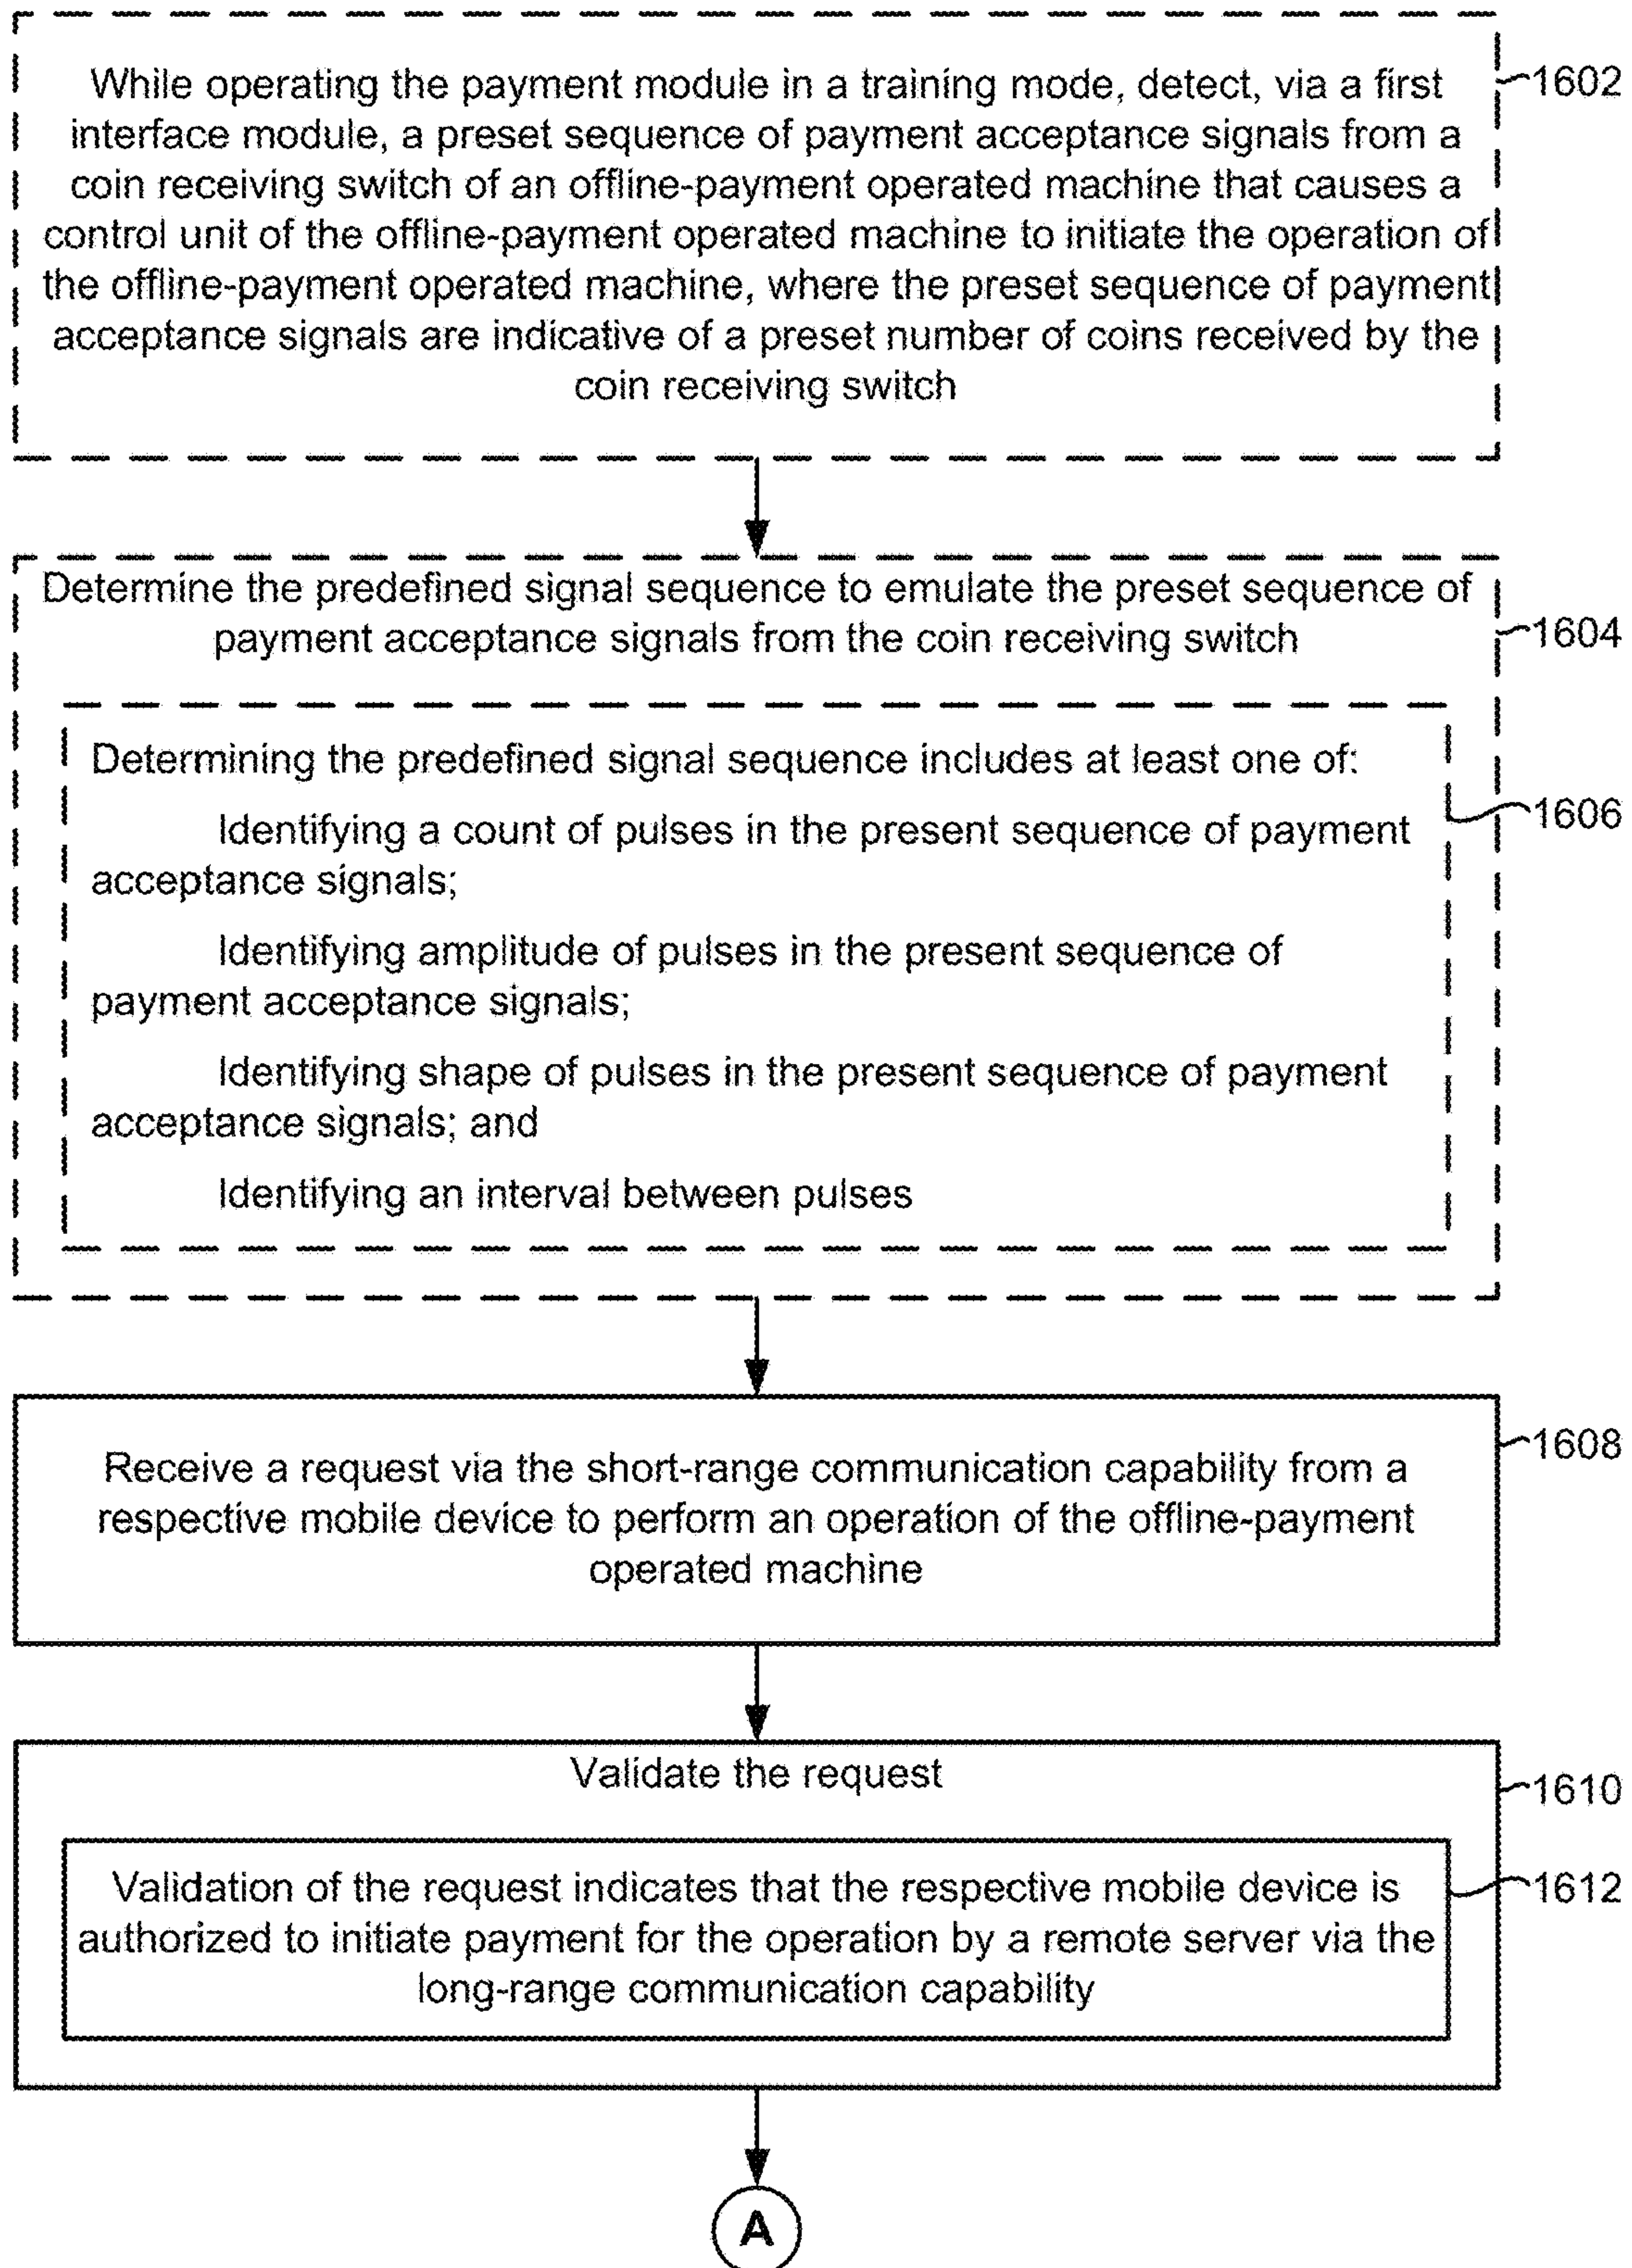 While operating the payment module in a training mode, detect, via a first
interface module, a preset sequence of payment acceptance signals from a
coin receiving switch of an offline-payment operated machine that causes a
control unit of the offline-payment operated machine to initiate the operation of
the offline-payment operated machine, where the preset sequence of payment
acceptance signals are indicative of a preset number of coins received by the
coin receiving switch
1602
Determine the predefined signal sequence to emulate the preset sequence of
payment acceptance signals from the coin receiving switch
1604
Determining the predefined signal sequence includes at least one of:
Identifying a count of pulses in the present sequence of payment
acceptance signals;
1606
Identifying amplitude of pulses in the present sequence of
payment acceptance signals;
Identifying shape of pulses in the present sequence of payment
acceptance signals; and
Identifying an interval between pulses
Receive a request via the short-range communication capability from a
respective mobile device to perform an operation of the offline-payment
operated machine
1608
Validate the request
1610
Validation of the request indicates that the respective mobile device is
authorized to initiate payment for the operation by a remote server via the
long-range communication capability
1612
A